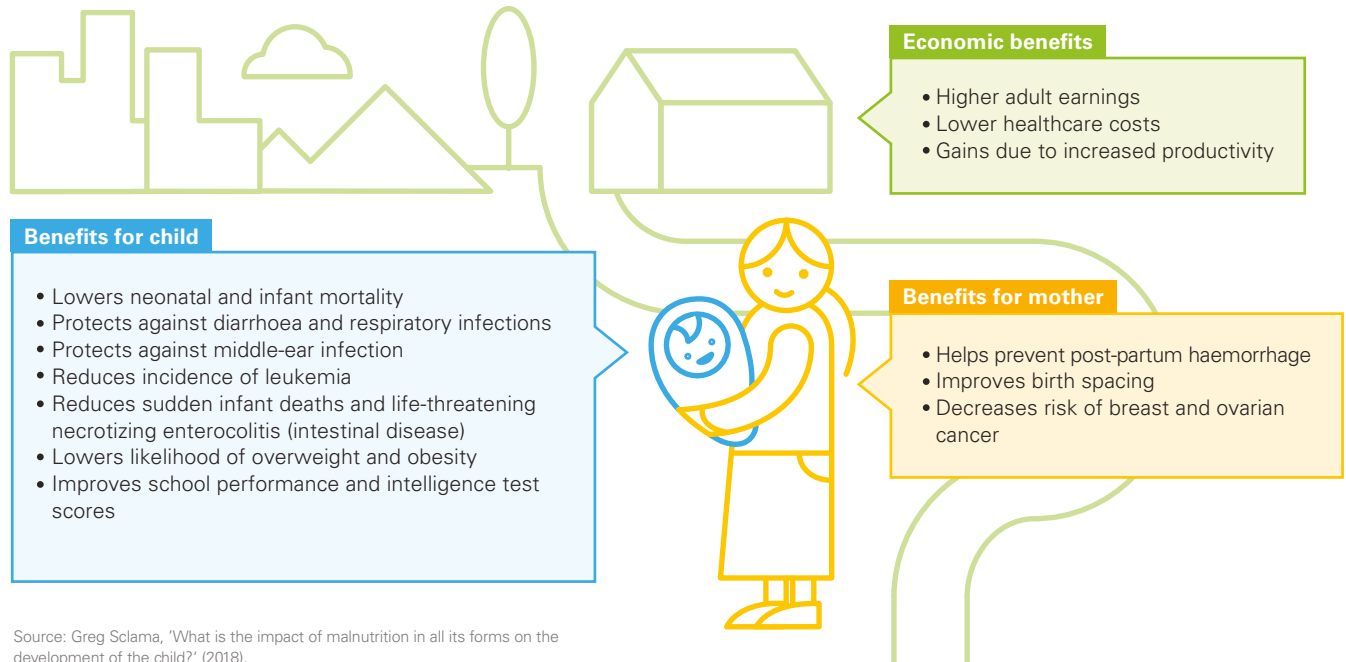 Economic benefits
• Higher adult earnings
• Lower healthcare costs
• Gains due to increased productivity
Benefits for child
• Lowers neonatal and infant mortality
• Protects against diarrhoea and respiratory infections
• Protects against middle-ear infection
• Reduces incidence of leukemia
• Reduces sudden infant deaths and life-threatening
necrotizing enterocolitis (intestinal disease)
• Lowers likelihood of overweight and obesity
• Improves school performance and intelligence test
scores
Benefits for mother
• Helps prevent post-partum haemorrhage
• Improves birth spacing
• Decreases risk of breast and ovarian
cancer
Source: Greg Sclama, ‘What is the impact of malnutrition in all its forms on the
development of the child?’ (2018).